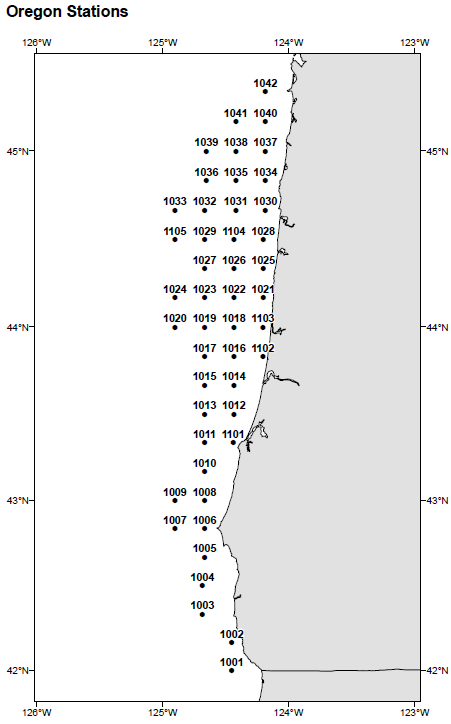 Oregon Stations
126°W 125°W 124°W 123°W
1042
1041 1040
45°N 1039 1038 1037 45°N
1036 1035 1034
1033 1032 1031 1030
1105 1029 1104 1028
1027 1026 1025
1024 1023 1022 1021
44°N 1020 1019 1018 1103 44°N
1017 1016 1102
1015 1014
1013 1012
1011 1101
1010
43°N 1009 1008 43°N
1007 1006
1005
1004
1003
1002
42°N 1001 42°N
126°W 125°W 124°W 123°W